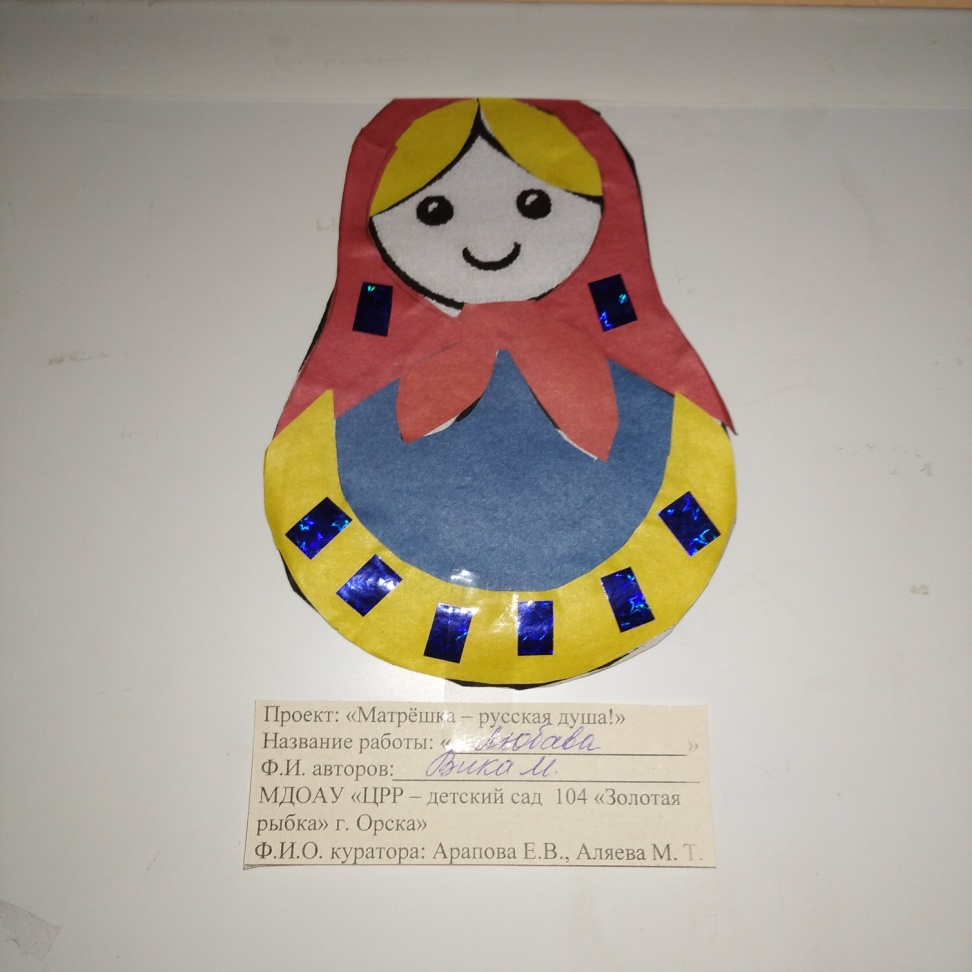 Проект: «Матрёшка – русская душа!»
Название работы: «Любава»
Ф.И. авторов: Вика М.
МДОАУ «ЦРР – детский сад 104 «Золотая
рыбка» г. Орска»
Ф.И.О. куратора: Арапова Е.В., Аляева М. Т.